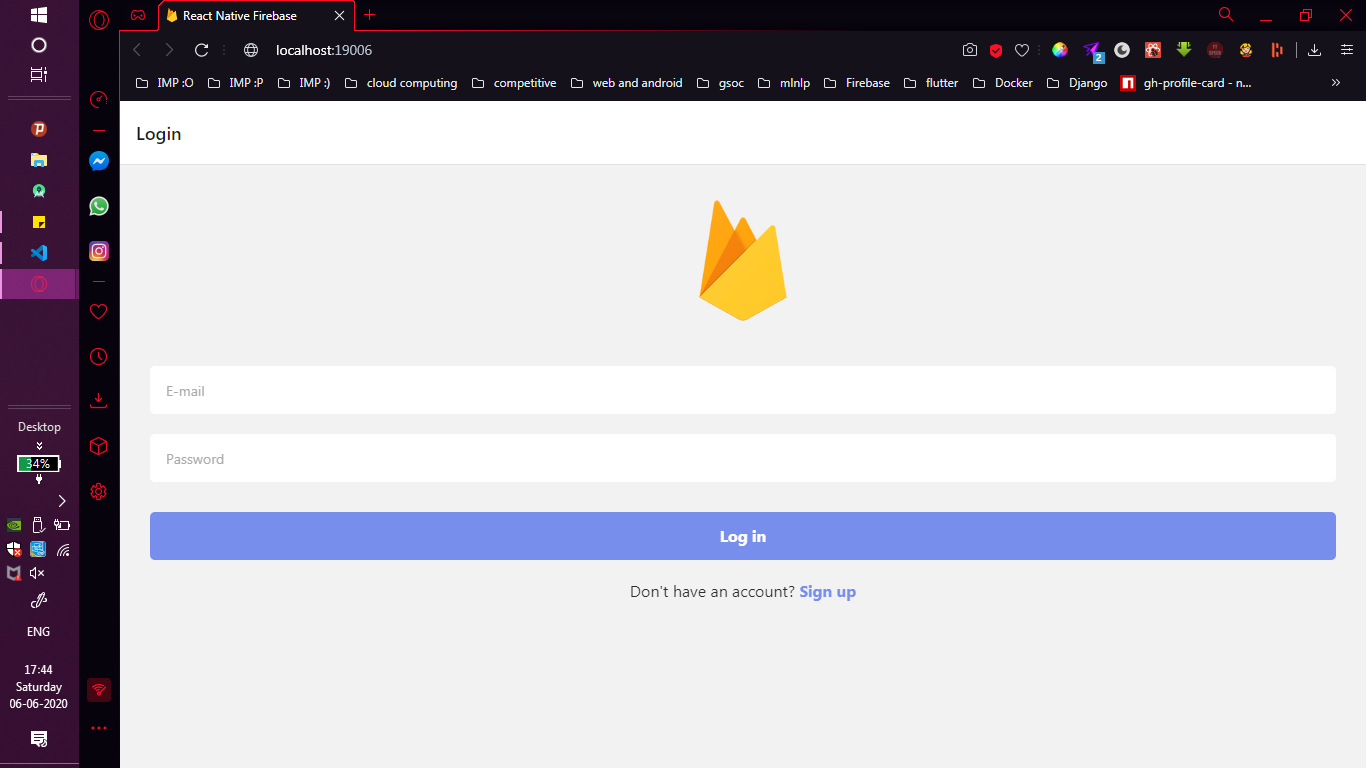 React Native Firebase
localhost:19006
2
IMP :O IMP :P IMP :) cloud computing competitive web and android gsoc mlnlp Firebase flutter Docker Django gh-profile-card - n... »
Login
E-mail
Password
Log in
Don't have an account? Sign up
Desktop
34%
ENG
17:44
Saturday
06-06-2020